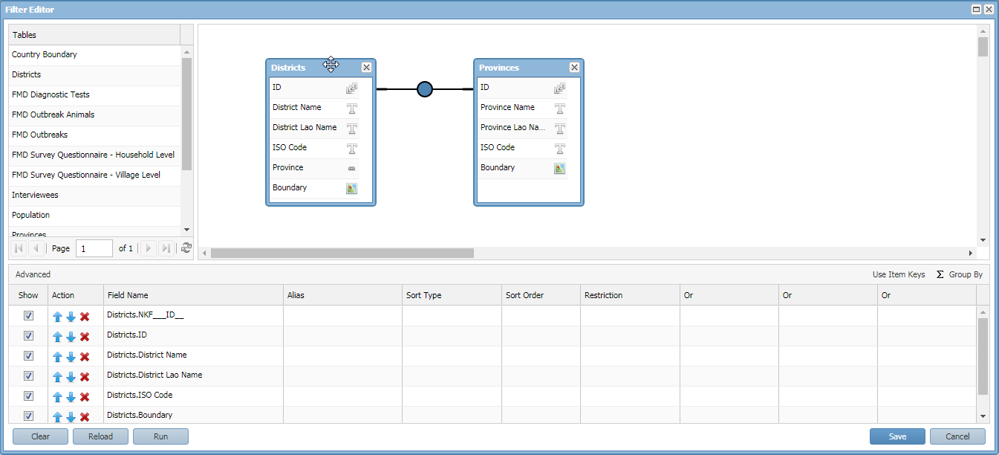 Filter Editor
Tables
Country Boundary
Districts
FMD Diagnostic Tests
FMD Outbreak Animals
FMD Outbreaks
FMD Survey Questionnaire - Household Level
FMD Survey Questionnaire - Village Level
Interviewees
Population
Provinces
Page 1 of 1
Districts
ID
District Name
District Lao Name
ISO Code
Province
Boundary
Provinces
ID
Province Name
Province Lao Na...
ISO Code
Boundary
Advanced Use Item Keys Σ Group By
Show Action Field Name Alias Sort Type Sort Order Restriction Or Or Or
Districts.NKF___ID__
Districts.ID
Districts.District Name
Districts.District Lao Name
Districts.ISO Code
Districts.Boundary
Clear Reload Run Save Cancel